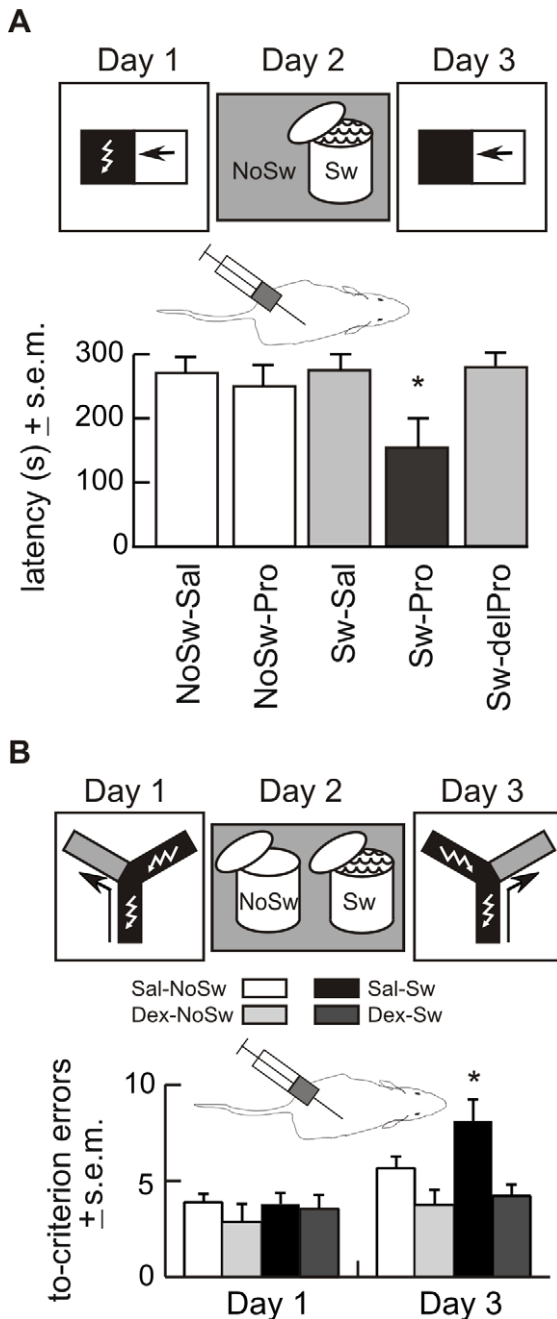 A
Day 1 Day 2 Day 3
NoSw Sw
latency (s) ± s.e.m.
300
200
100
0
NoSw-Sal NoSw-Pro Sw-Sal Sw-Pro Sw-delPro
*
B
Day 1 Day 2 Day 3
NoSw Sw
Sal-NoSw Sal-Sw
Dex-NoSw Dex-Sw
to-criterion errors
± s.e.m.
10
5
0
*
Day 1 Day 3